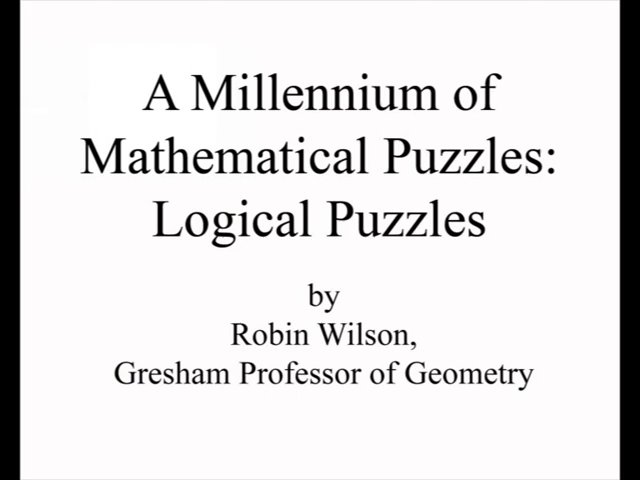 A Millennium of
Mathematical Puzzles:
Logical Puzzles
by
Robin Wilson,
Gresham Professor of Geometry